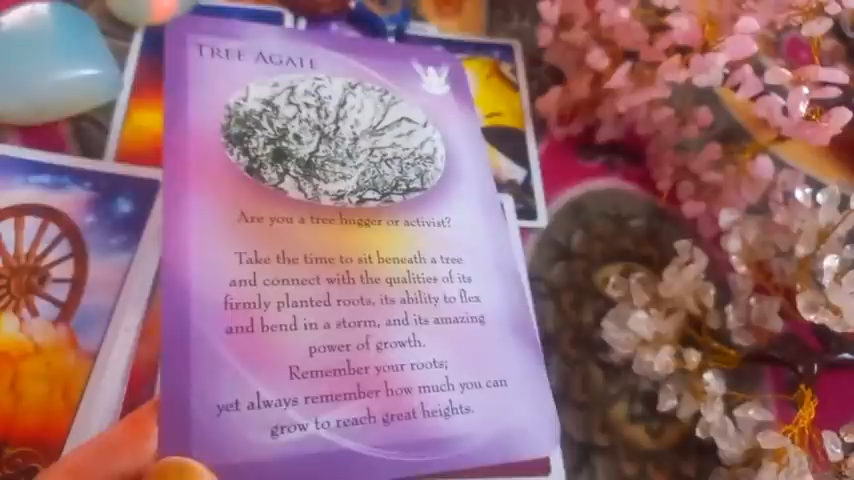 TREE AGATE
Are you a tree hugger or activist?
Take the time to sit beneath a tree
and connect with the qualities of its
firmly planted roots, its ability to flex
and bend in a storm, and its amazing
power of growth.
Remember your roots;
yet always remember how much you can
grow to reach great heights.